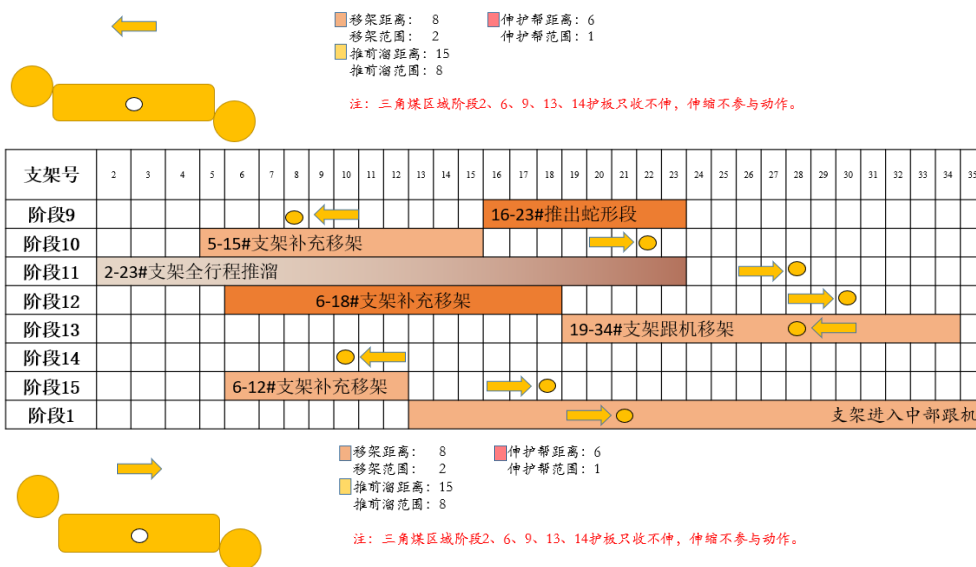 移架距离: 8 伸护帮距离: 6
移架范围: 2 伸护帮范围: 1
推前溜距离: 15
推前溜范围: 8
注: 三角煤区域阶段2、6、9、13、14护板只收不伸, 伸缩不参与动作。
支架号 2 3 4 5 6 7 8 9 10 11 12 13 14 15 16 17 18 19 20 21 22 23 24 25 26 27 28 29 30 31 32 33 34 35
阶段9 16-23#推出蛇形段
阶段10 5-15#支架补充移架
阶段11 2-23#支架全行程推溜
阶段12 6-18#支架补充移架
阶段13 19-34#支架跟机移架
阶段14
阶段15 6-12#支架补充移架
阶段1 支架进入中部跟机
移架距离: 8 伸护帮距离: 6
移架范围: 2 伸护帮范围: 1
推前溜距离: 15
推前溜范围: 8
注: 三角煤区域阶段2、6、9、13、14护板只收不伸, 伸缩不参与动作。